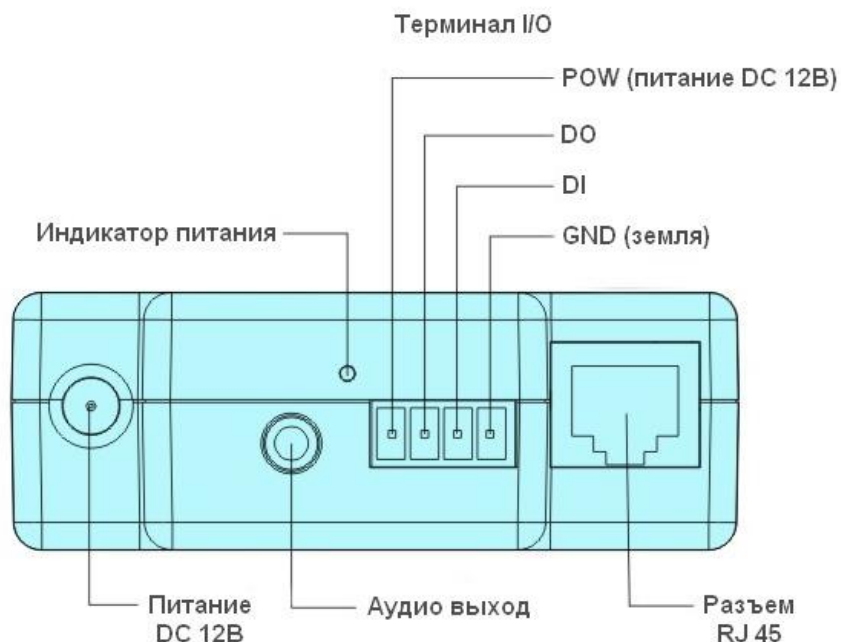 Терминал I/O
POW (питание DC 12В)
DO
DI
GND (земля)
Индикатор питания
Питание
DC 12В
Аудио выход
Разъем
RJ 45